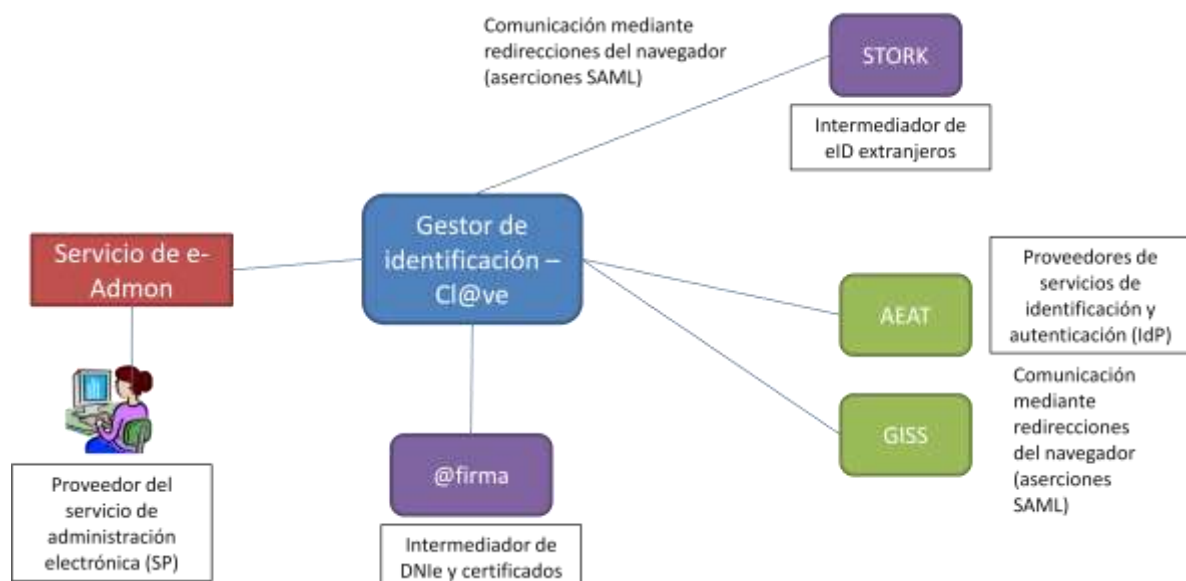 Comunicación mediante
redirecciones del navegador
(aserciones SAML)
STORK
Intermediador de
eID extranjeros
Gestor de
identificación –
Cl@ve
Servicio de e-
Admon
Proveedores de
servicios de
identificación y
autenticación (IdP)
AEAT
Comunicación
mediante
redirecciones
del navegador
(aserciones
SAML)
GISS
@firma
Proveedor del
servicio de
administración
electrónica (SP)
Intermediador de
DNIe y certificados